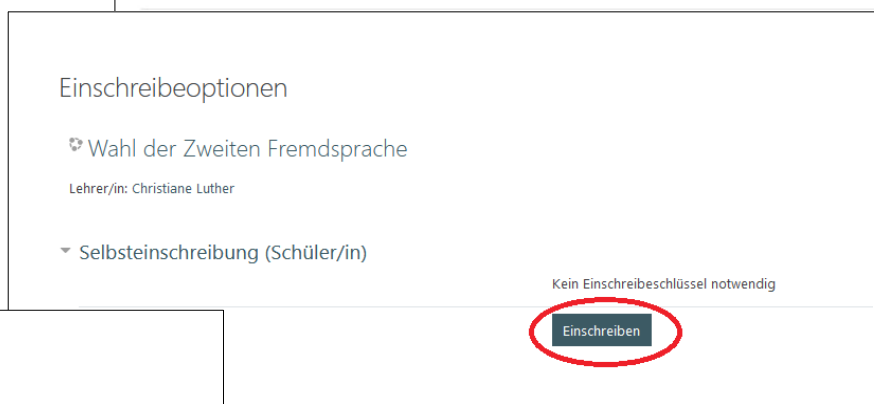 Einschreibeoptionen
Wahl der Zweiten Fremdsprache
Lehrer/in: Christiane Luther
Selbsteinschreibung (Schüler/in)
Kein Einschreibeschlüssel notwendig
Einschreiben